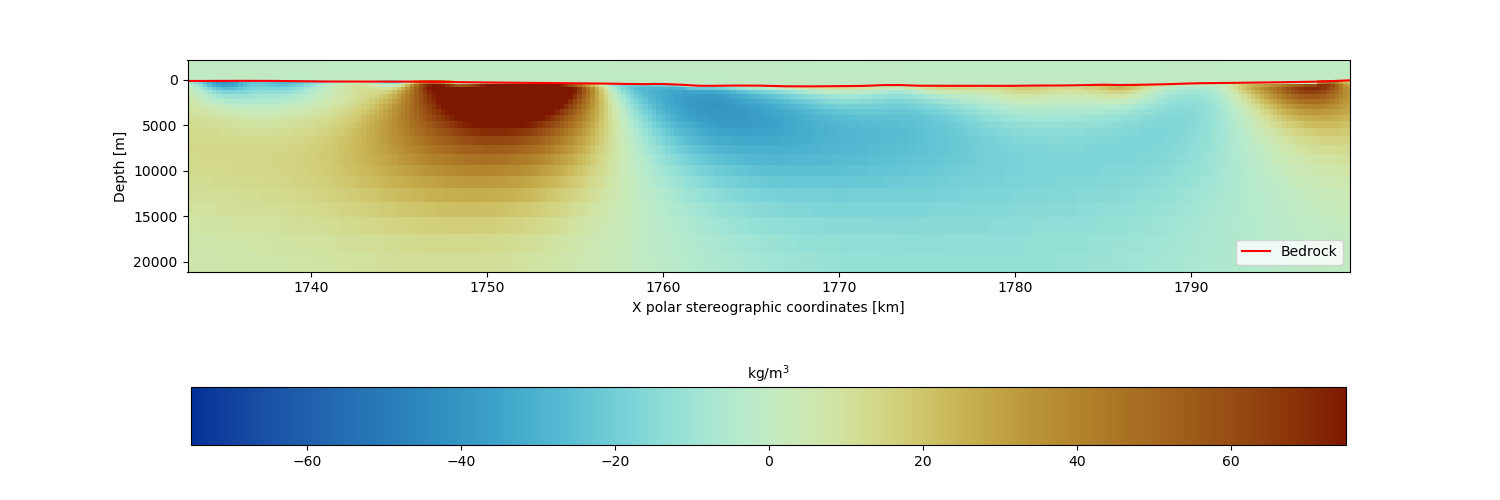 0
5000
10000
15000
20000
Depth [m]
Bedrock
1740 1750 1760 1770 1780 1790
X polar stereographic coordinates [km]
kg/m³
−60 −40 −20 0 20 40 60